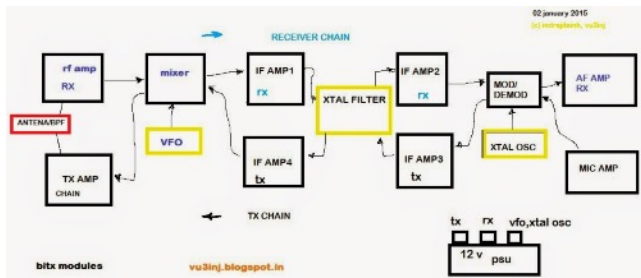 02 january 2015
(c) indrajitsnh, vu3inj
RECEIVER CHAIN
rf amp
RX
mixer
IF AMP1
rx
XTAL FILTER
IF AMP2
rx
MOD/
DEMOD
AF AMP
RX
ANTENA/BPF
VFO
XTAL OSC
TX AMP
CHAIN
IF AMP4
tx
IF AMP3
tx
MIC AMP
TX CHAIN
tx rx vfo,xtal osc
12 v psu
bitx modules
vu3inj.blogspot.in